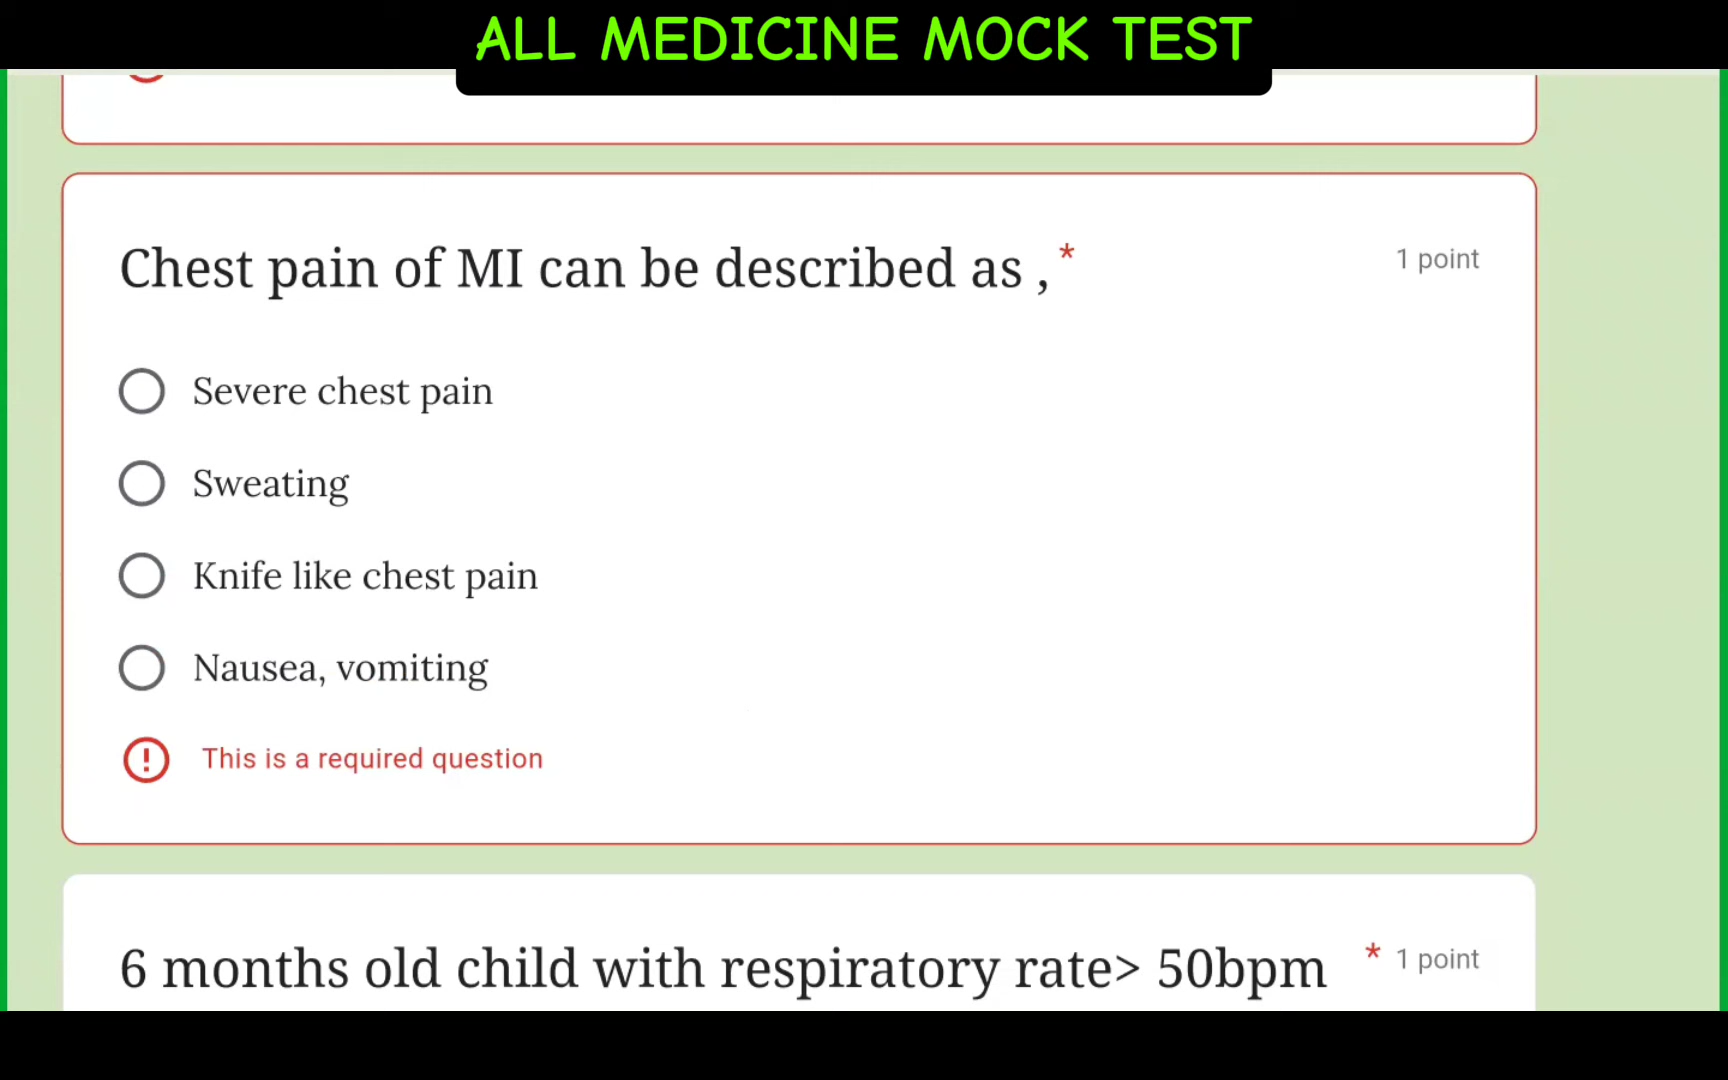 ALL MEDICINE MOCK TEST
Chest pain of MI can be described as , *
1 point
Severe chest pain
Sweating
Knife like chest pain
Nausea, vomiting
! This is a required question
6 months old child with respiratory rate> 50bpm * 1 point